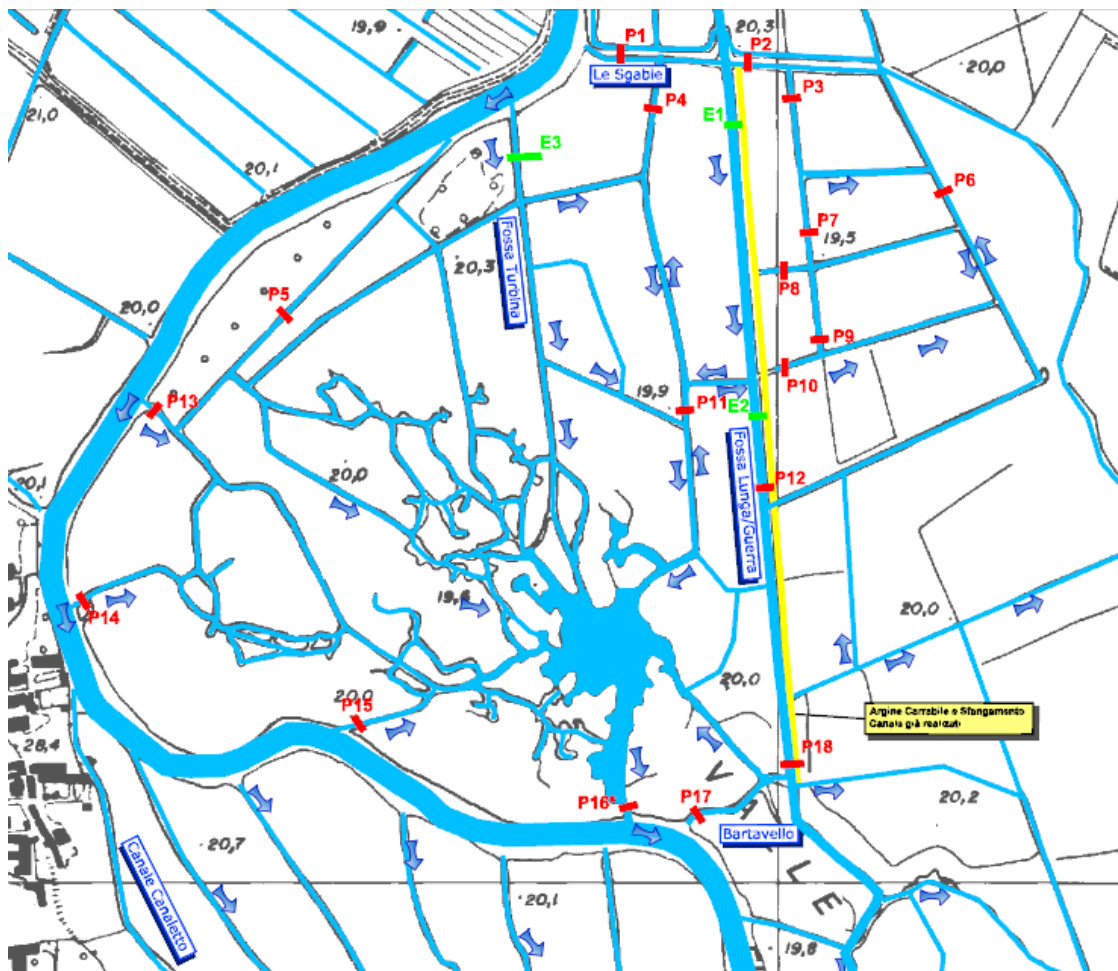 19,9
P1
20,3
P2
20,0
Le Sgabie
P3
P4
21,0
E1
E3
20,1
P6
Fossa Turbina
P7
19,5
20,3
P8
20,0
P5
P9
P10
19,9
P11
E2
P13
20,0
P12
20,1
Fossa Lunga/Guerra
19,6
P14
20,0
20,0
20,0
P15
Argine Carrabile e Sfangamento
Canale già realizzati
28,4
P18
P16
P17
20,2
V
A
L
L
E
Bartavello
20,7
Canale Canaletto
20,1
19,8